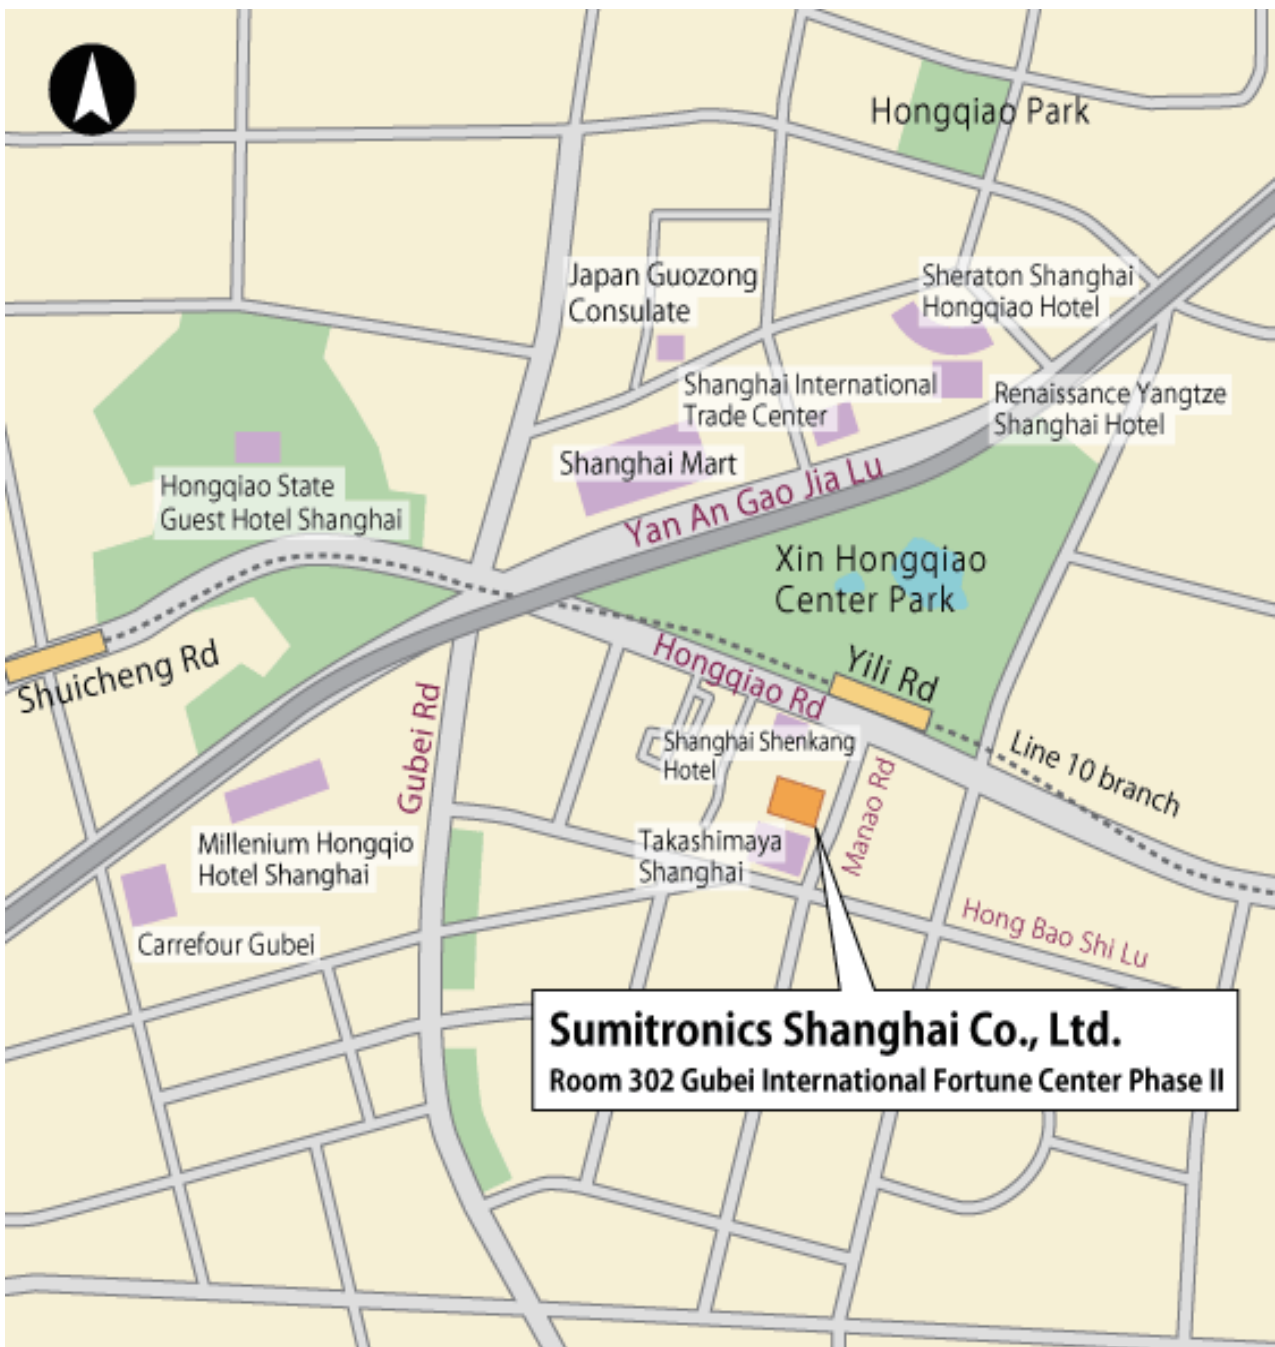 Hongqiao Park
Japan Guozong
Consulate
Sheraton Shanghai
Hongqiao Hotel
Shanghai International
Trade Center
Renaissance Yangtze
Shanghai Hotel
Shanghai Mart
Yan An Gao Jia Lu
Hongqiao State
Guest Hotel Shanghai
Xin Hongqiao
Center Park
Shuicheng Rd
Hongqiao Rd
Yili Rd
Gubei Rd
Shanghai Shenkang
Hotel
Line 10 branch
Manao Rd
Millenium Hongqio
Hotel Shanghai
Takashimaya
Shanghai
Carrefour Gubei
Hong Bao Shi Lu
Sumitronics Shanghai Co., Ltd.
Room 302 Gubei International Fortune Center Phase II